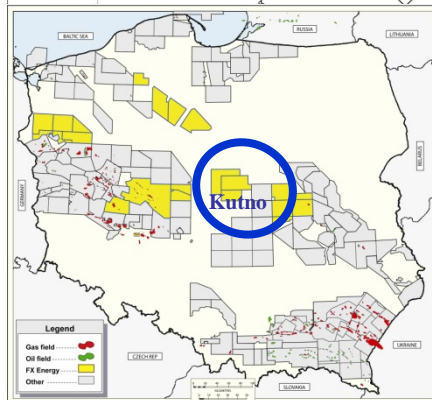 BALTIC SEA
RUSSIA
LITHUANIA
BELARUS
GERMANY
Kutno
Legend
Gas field
Oil field
FX Energy
Other
UKRAINE
CZECH REP
SLOVAKIA
KILOMETERS